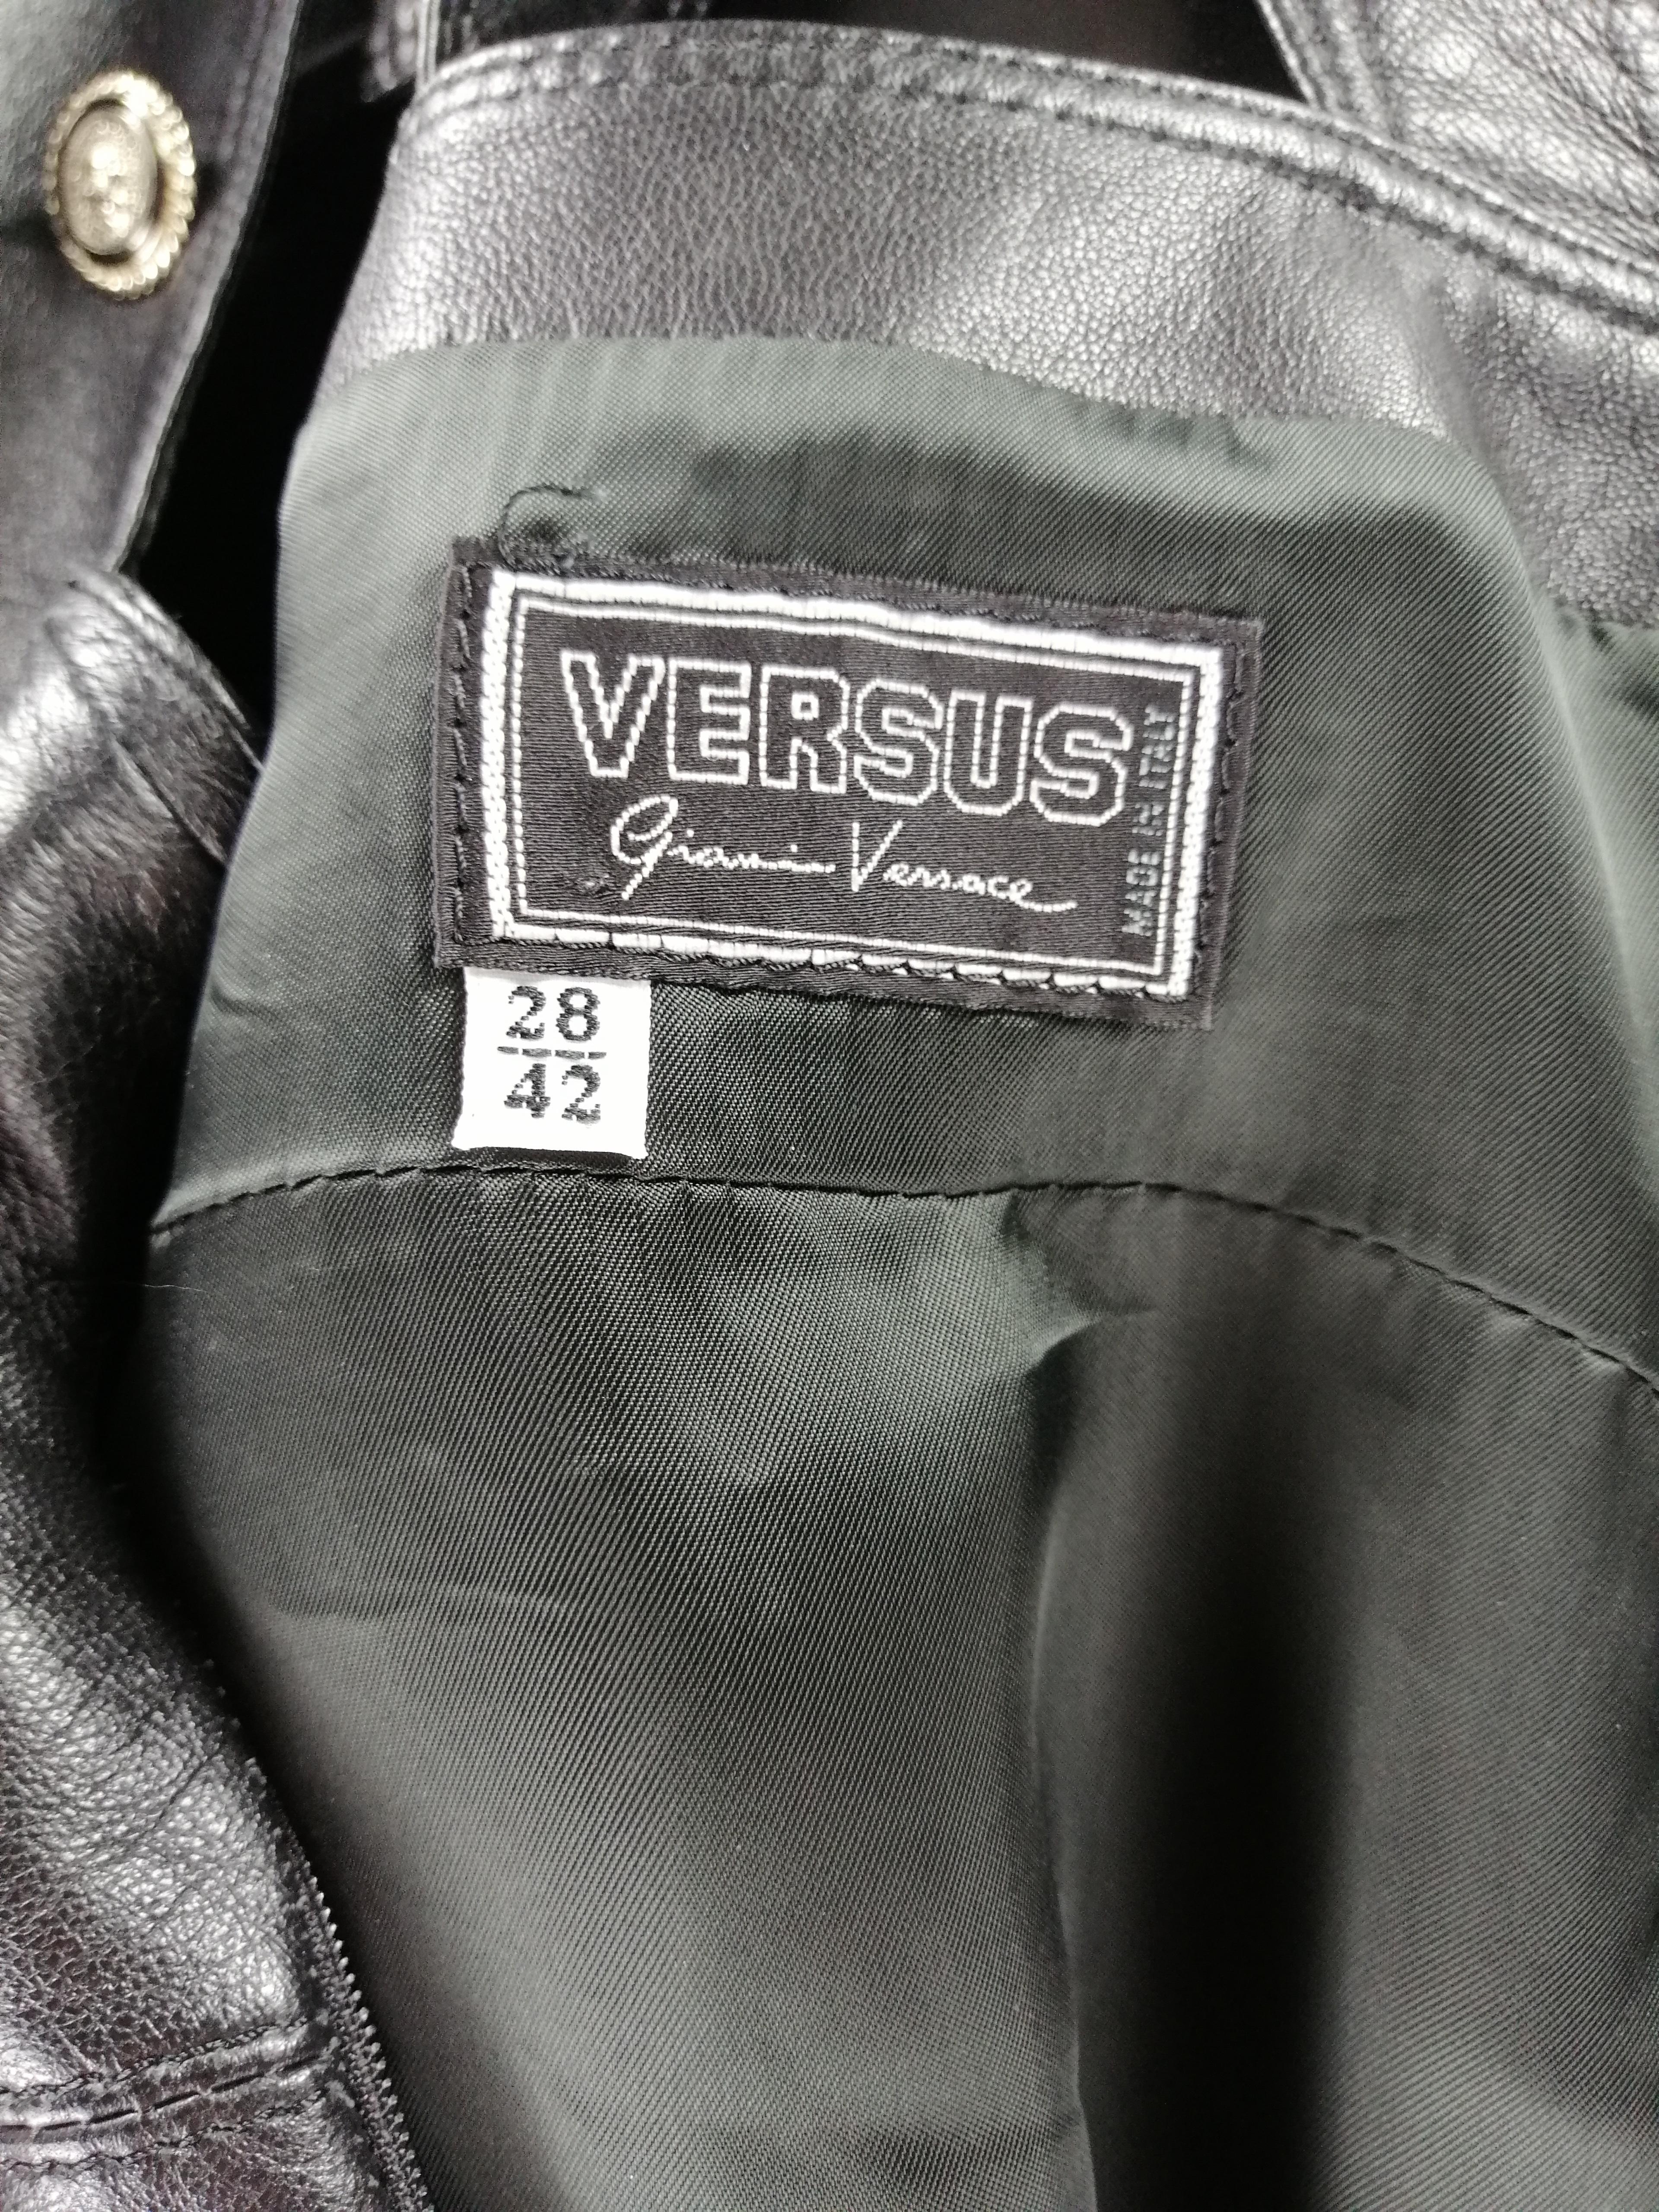 VERSUS
Gianni Versace
MADE IN ITALY
28
42